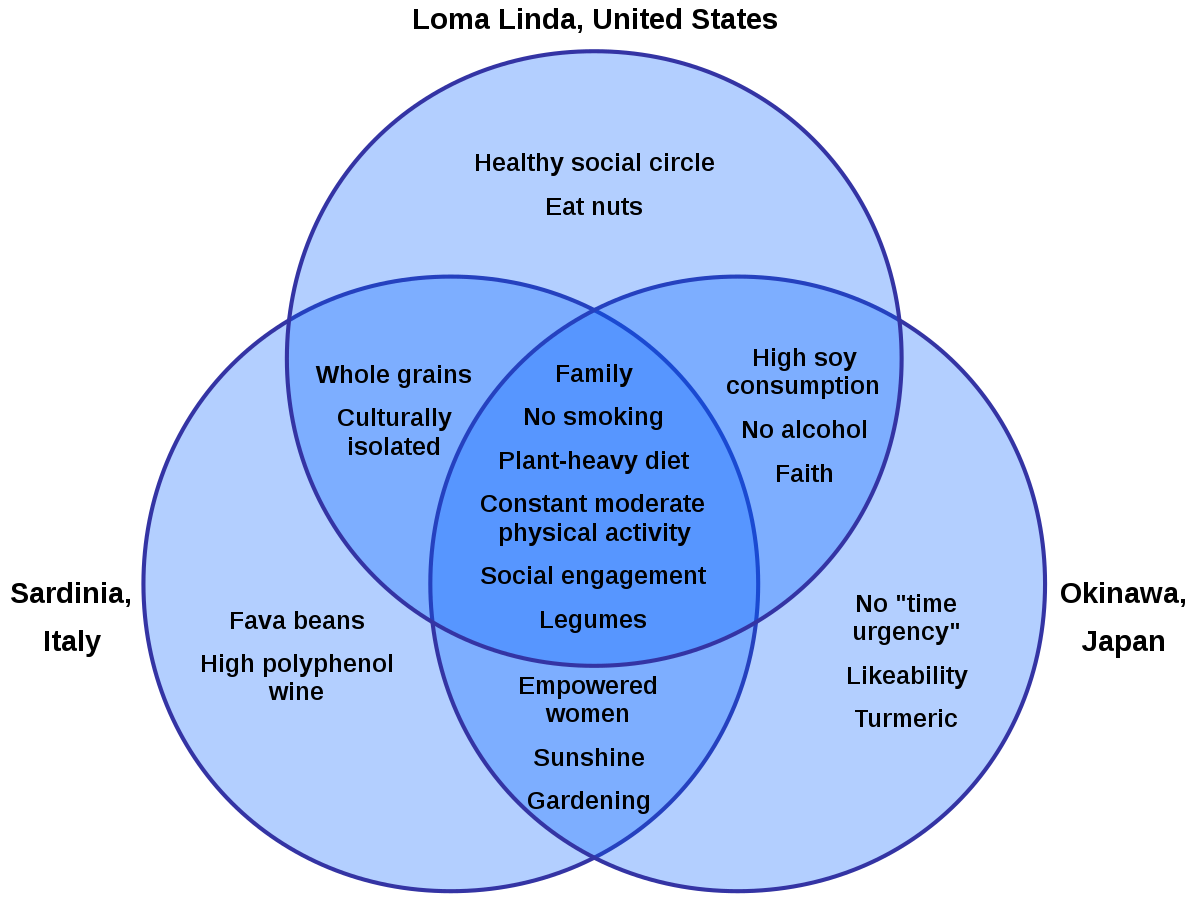 Loma Linda, United States
Healthy social circle
Eat nuts
Whole grains
Culturally
isolated
Family
No smoking
Plant-heavy diet
Constant moderate
physical activity
Social engagement
Legumes
High soy
consumption
No alcohol
Faith
Sardinia,
Italy
Fava beans
High polyphenol
wine
Empowered
women
Sunshine
Gardening
No "time
urgency"
Likeability
Turmeric
Okinawa,
Japan